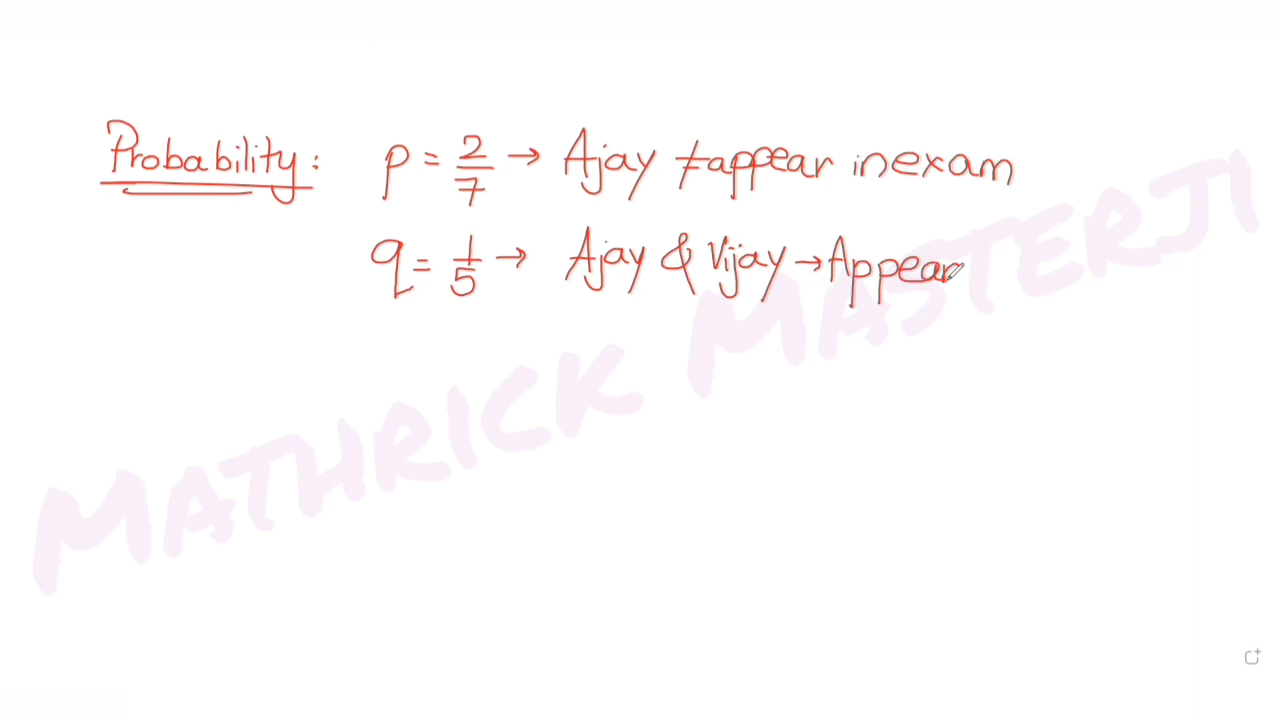 Probability: p = 2/7 → Ajay ≠ appear in exam
q = 1/5 → Ajay & Vijay → Appear
MATHRICK MASTERJI